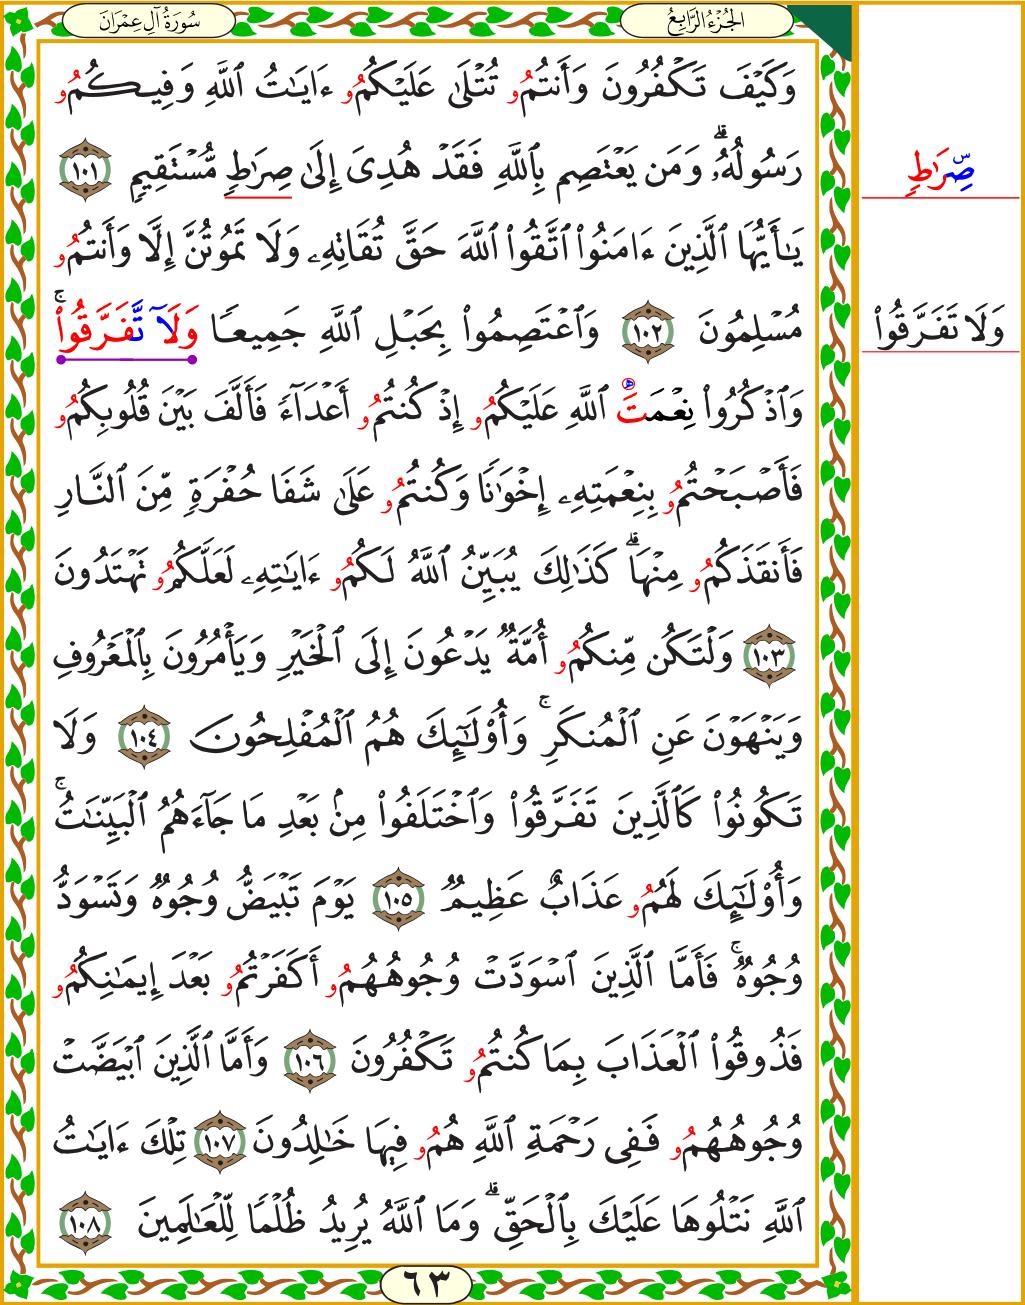 سُورَةُ آلِ عِمْرَانَ
الجُزْءُ الرَّابِعُ
وَكَيْفَ تَكْفُرُونَ وَأَنتُمُو تُتْلَىٰ عَلَيْكُمُو ءَايَٰتُ ٱللَّهِ وَفِيكُمُو
رَسُولُهُۥۗ وَمَن يَعْتَصِم بِٱللَّهِ فَقَدْ هُدِىَ إِلَىٰ صِرَٰطٍ مُّسْتَقِيمٍ ١٠١
يَٰٓأَيُّهَا ٱلَّذِينَ ءَامَنُوا۟ ٱتَّقُوا۟ ٱللَّهَ حَقَّ تُقَاتِهِۦ وَلَا تَمُوتُنَّ إِلَّا وَأَنتُمُو
مُسْلِمُونَ ١٠٢ وَٱعْتَصِمُوا۟ بِحَبْلِ ٱللَّهِ جَمِيعًا وَلَآ تَّفَرَّقُوا۟ۚ
وَٱذْكُرُوا۟ نِعْمَتَ ٱللَّهِ عَلَيْكُمُو إِذْ كُنتُمُو أَعْدَآءً فَأَلَّفَ بَيْنَ قُلُوبِكُمُو
فَأَصْبَحْتُمُو بِنِعْمَتِهِۦ إِخْوَٰنًا وَكُنتُمُو عَلَىٰ شَفَا حُفْرَةٍ مِّنَ ٱلنَّارِ
فَأَنقَذَكُمُو مِنْهَاۗ كَذَٰلِكَ يُبَيِّنُ ٱللَّهُ لَكُمُو ءَايَٰتِهِۦ لَعَلَّكُمُو تَهْتَدُونَ
١٠٣ وَلْتَكُن مِّنكُمُو أُمَّةٌ يَدْعُونَ إِلَى ٱلْخَيْرِ وَيَأْمُرُونَ بِٱلْمَعْرُوفِ
وَيَنْهَوْنَ عَنِ ٱلْمُنكَرِۚ وَأُو۟لَٰٓئِكَ هُمُ ٱلْمُفْلِحُونَ ١٠٤ وَلَا
تَكُونُوا۟ كَٱلَّذِينَ تَفَرَّقُوا۟ وَٱخْتَلَفُوا۟ مِنۢ بَعْدِ مَا جَآءَهُمُ ٱلْبَيِّنَٰتُۚ
وَأُو۟لَٰٓئِكَ لَهُمُو عَذَابٌ عَظِيمٌ ١٠٥ يَوْمَ تَبْيَضُّ وُجُوهٌ وَتَسْوَدُّ
وُجُوهٌۚ فَأَمَّا ٱلَّذِينَ ٱسْوَدَّتْ وُجُوهُهُمُو أَكَفَرْتُمُو بَعْدَ إِيمَٰنِكُمُو
فَذُوقُوا۟ ٱلْعَذَابَ بِمَا كُنتُمُو تَكْفُرُونَ ١٠٦ وَأَمَّا ٱلَّذِينَ ٱبْيَضَّتْ
وُجُوهُهُمُو فَفِى رَحْمَةِ ٱللَّهِ هُمُو فِيهَا خَٰلِدُونَ ١٠٧ تِلْكَ ءَايَٰتُ
ٱللَّهِ نَتْلُوهَا عَلَيْكَ بِٱلْحَقِّۗ وَمَا ٱللَّهُ يُرِيدُ ظُلْمًا لِّلْعَٰلَمِينَ ١٠٨
٦٣
صِّرَٰطٍ
وَلَا تَفَرَّقُوا۟